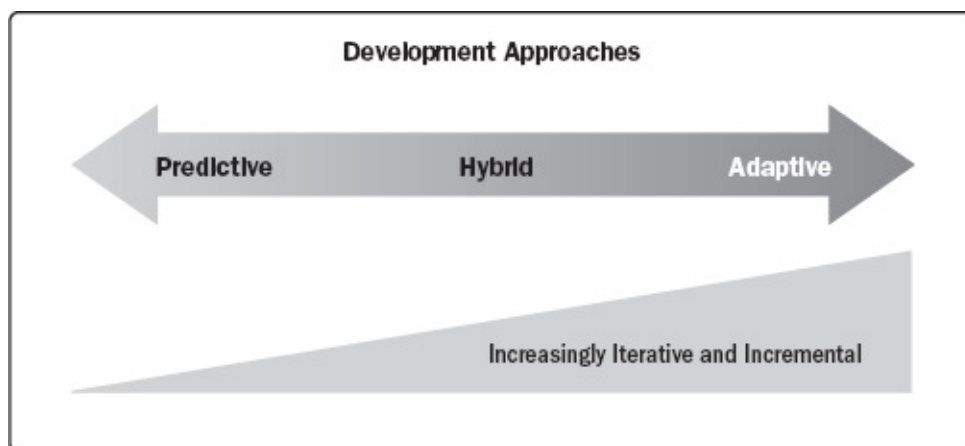 Development Approaches
Predictive Hybrid Adaptive
Increasingly Iterative and Incremental